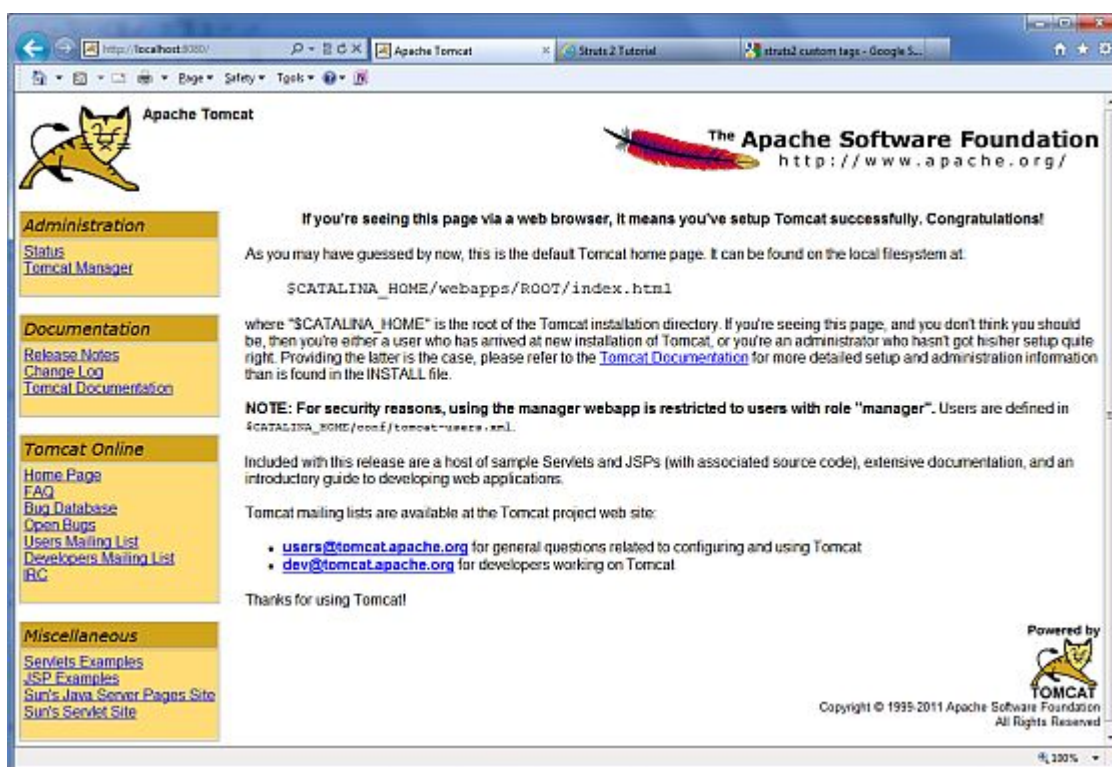 http://localhost:8080/
Apache Tomcat
Struts 2 Tutorial
struts2 custom tags - Google S...
Page Safety Tools
Apache Tomcat
The Apache Software Foundation
http://www.apache.org/
Administration
Status
Tomcat Manager
Documentation
Release Notes
Change Log
Tomcat Documentation
Tomcat Online
Home Page
FAQ
Bug Database
Open Bugs
Users Mailing List
Developers Mailing List
IRC
Miscellaneous
Servlets Examples
JSP Examples
Sun's Java Server Pages Site
Sun's Servlet Site
If you're seeing this page via a web browser, it means you've setup Tomcat successfully. Congratulations!
As you may have guessed by now, this is the default Tomcat home page. It can be found on the local filesystem at:
$CATALINA_HOME/webapps/ROOT/index.html
where "$CATALINA_HOME" is the root of the Tomcat installation directory. If you're seeing this page, and you don't think you should
be, then you're either a user who has arrived at new installation of Tomcat, or you're an administrator who hasn't got his/her setup quite
right. Providing the latter is the case, please refer to the Tomcat Documentation for more detailed setup and administration information
than is found in the INSTALL file.
NOTE: For security reasons, using the manager webapp is restricted to users with role "manager". Users are defined in
$CATALINA_HOME/conf/tomcat-users.xml.
Included with this release are a host of sample Servlets and JSPs (with associated source code), extensive documentation, and an
introductory guide to developing web applications.
Tomcat mailing lists are available at the Tomcat project web site:
• users@tomcat.apache.org for general questions related to configuring and using Tomcat
• dev@tomcat.apache.org for developers working on Tomcat
Thanks for using Tomcat!
Powered by
TOMCAT
Copyright © 1999-2011 Apache Software Foundation
All Rights Reserved
100%